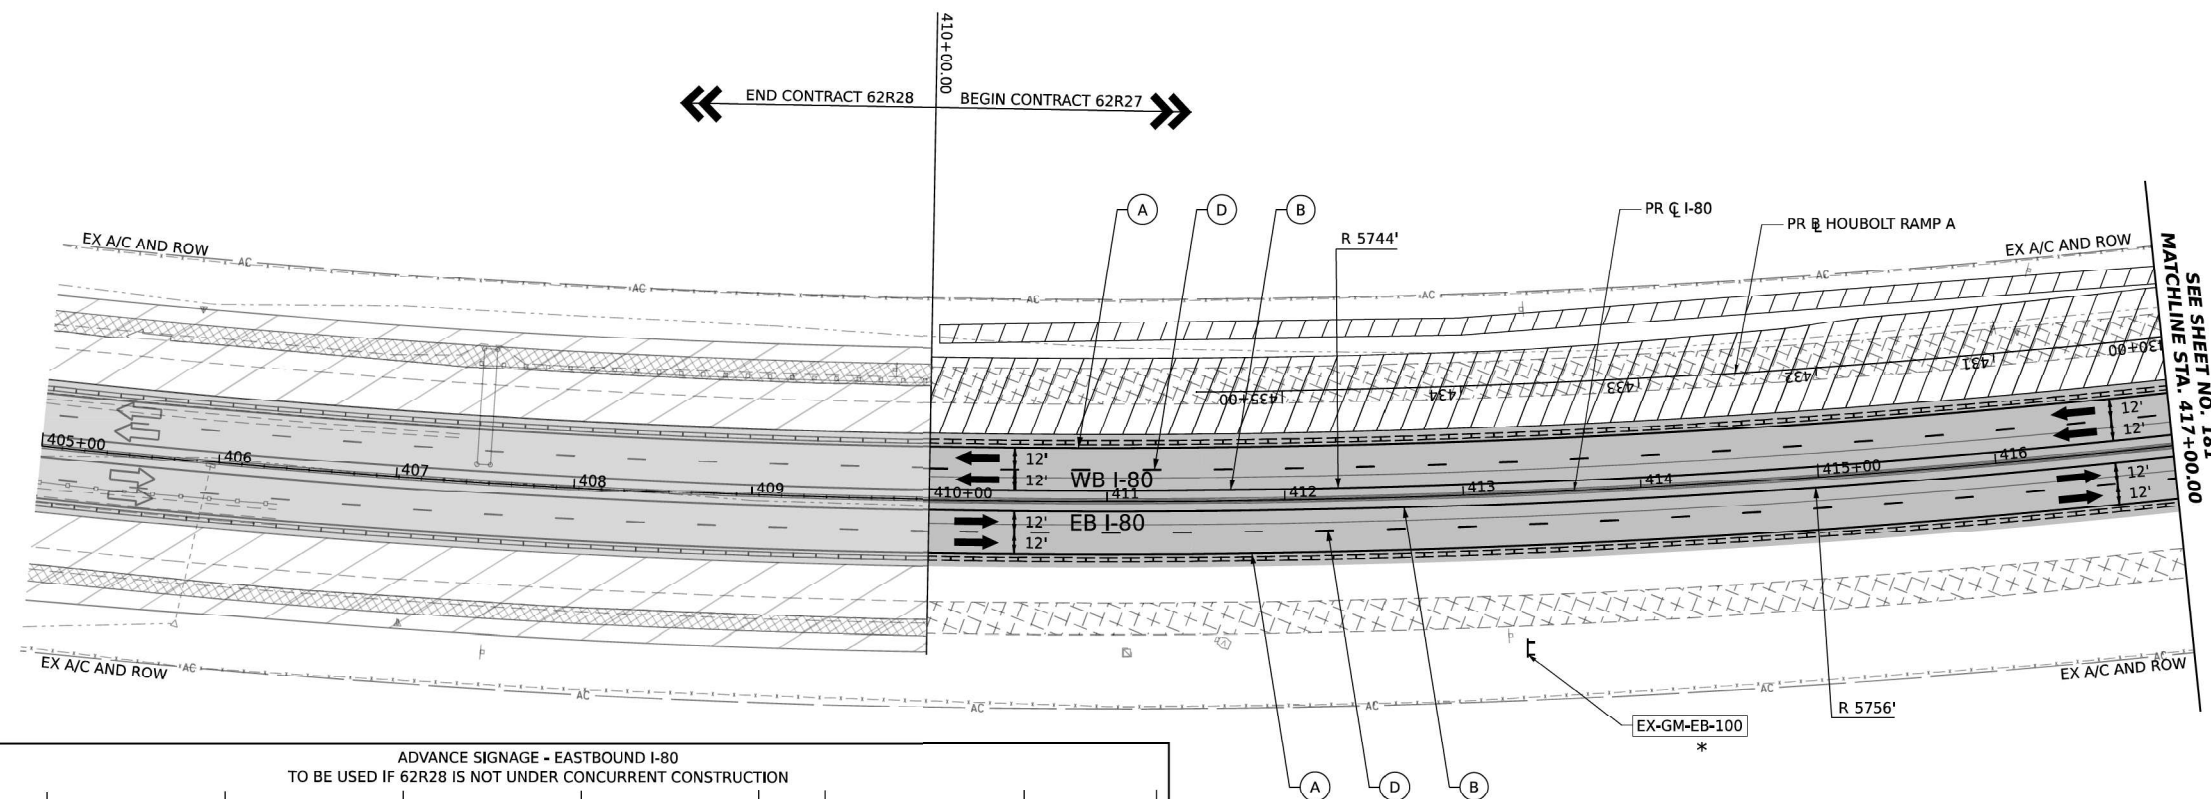 410+00.00
END CONTRACT 62R28
BEGIN CONTRACT 62R27
A
D
B
R 5744'
PR ℄ I-80
PR BL HOUBOLT RAMP A
EX A/C AND ROW
EX A/C AND ROW
AC
AC
AC
AC
AC
SEE SHEET NO. 181
MATCHLINE STA. 417+00.00
435+00
434
433
432
431
430+00
405+00
406
407
408
409
410+00
411
412
413
414
415+00
416
12'
12'
WB I-80
EB I-80
12'
12'
12'
12'
12'
12'
EX A/C AND ROW
AC
AC
AC
AC
AC
AC
EX A/C AND ROW
R 5756'
EX-GM-EB-100
*
A
D
B
ADVANCE SIGNAGE - EASTBOUND I-80
TO BE USED IF 62R28 IS NOT UNDER CONCURRENT CONSTRUCTION